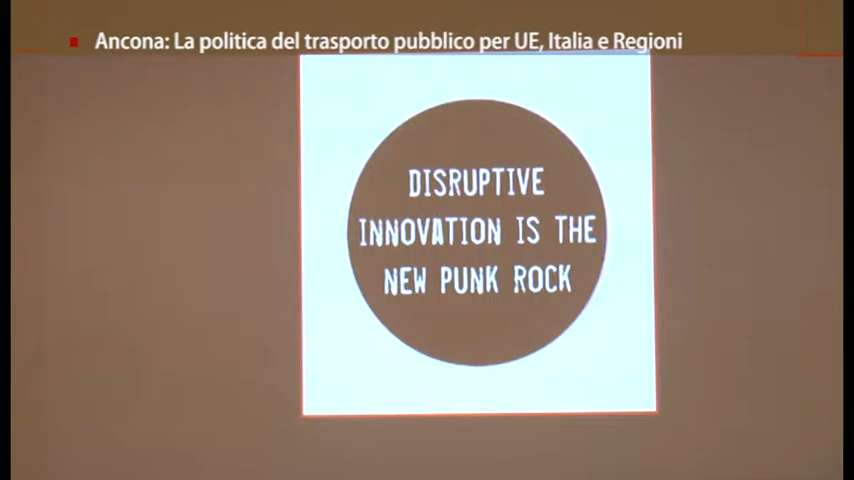 Ancona: La politica del trasporto pubblico per UE, Italia e Regioni
DISRUPTIVE
INNOVATION IS THE
NEW PUNK ROCK